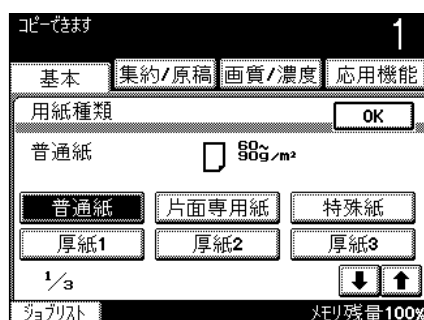 コピーできます 1
基本 集約/原稿 画質/濃度 応用機能
用紙種類 OK
普通紙 60~90g/m²
普通紙 片面専用紙 特殊紙
厚紙1 厚紙2 厚紙3
1/3
ジョブリスト メモリ残量100%